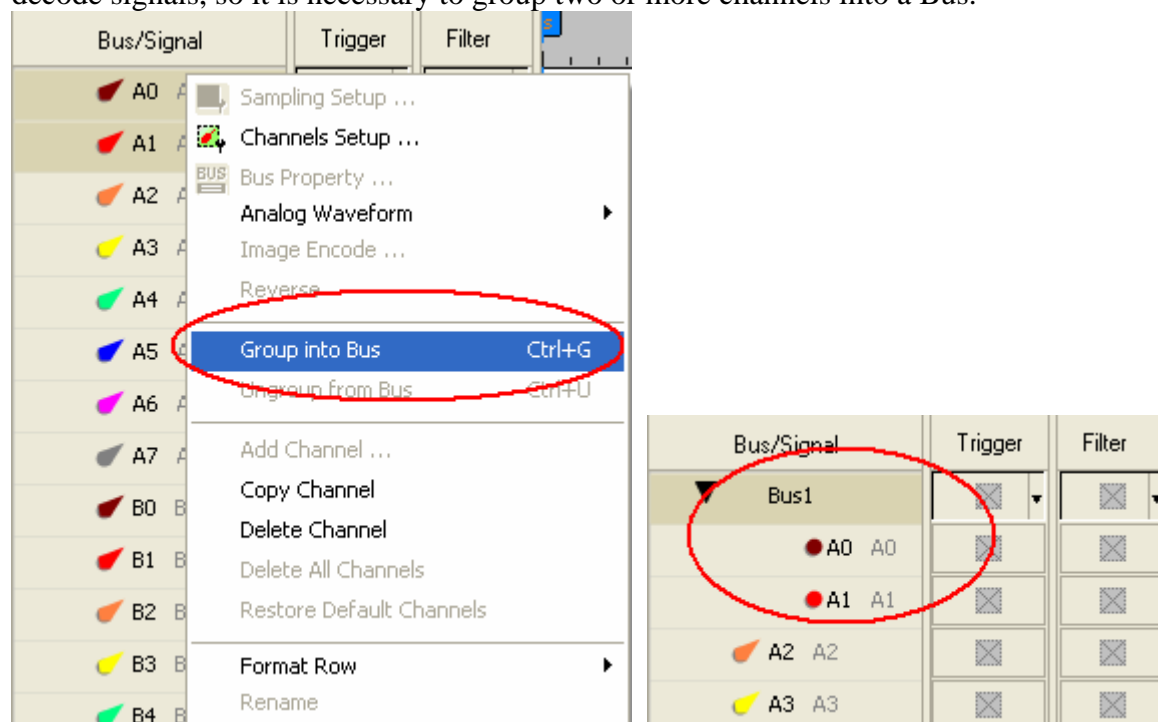 decode signals, so it is necessary to group two or more channels into a Bus.
Bus/Signal Trigger Filter
A0 A
A1 A
A2 A
A3 A
A4 A
A5
A6 A
A7 A
B0 B
B1 B
B2 B
B3 B
B4 B
Sampling Setup ...
Channels Setup ...
BUS Bus Property ...
Analog Waveform
Image Encode ...
Reverse
Group into Bus Ctrl+G
Ungroup from Bus Ctrl+U
Add Channel ...
Copy Channel
Delete Channel
Delete All Channels
Restore Default Channels
Format Row
Rename
Bus/Signal Trigger Filter
Bus1
A0 A0
A1 A1
A2 A2
A3 A3